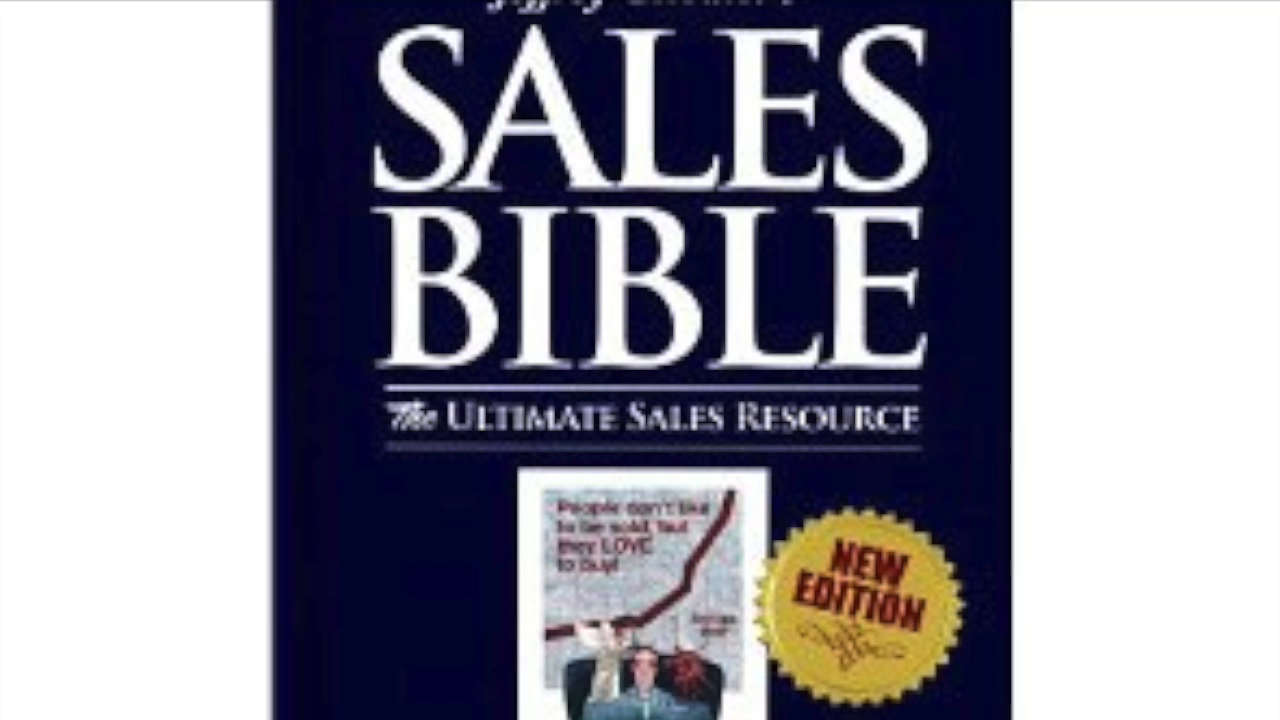 SALES
BIBLE
The ULTIMATE SALES RESOURCE
People don't like
to be sold, but
they LOVE
to buy!
NEW
EDITION